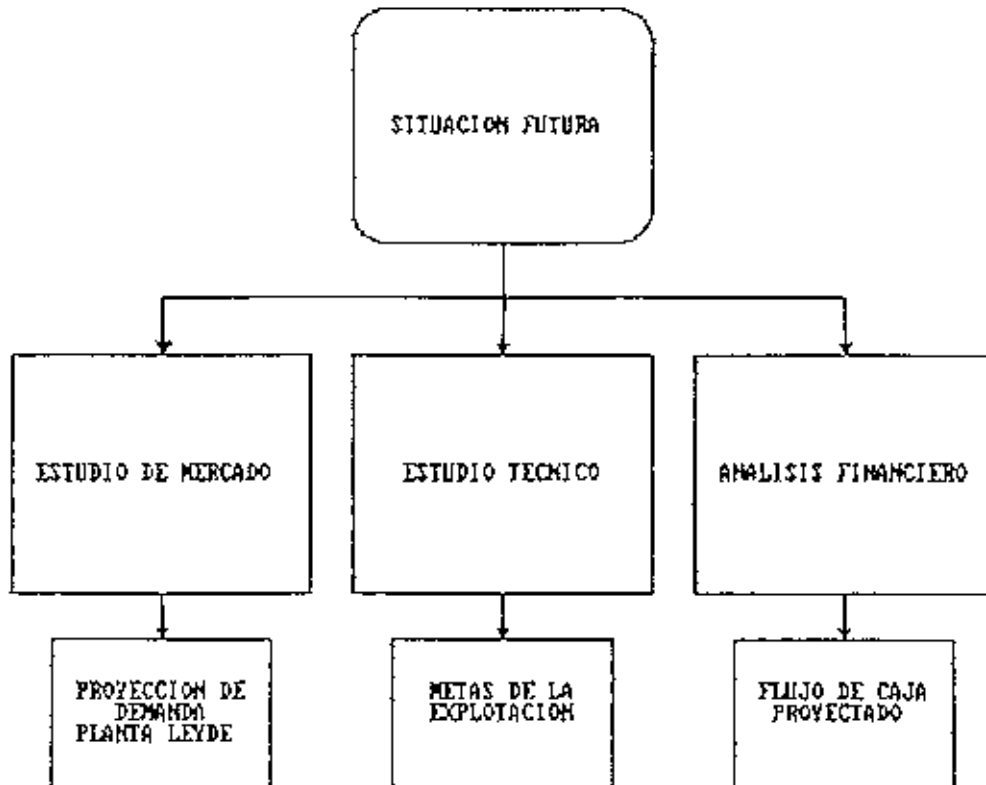 SITUACION FUTURA
ESTUDIO DE MERCADO
ESTUDIO TECNICO
ANALISIS FINANCIERO
PROYECCION DE
DEMANDA
PLANTA LEYDE
METAS DE LA
EXPLOTACION
FLUJO DE CAJA
PROYECTADO